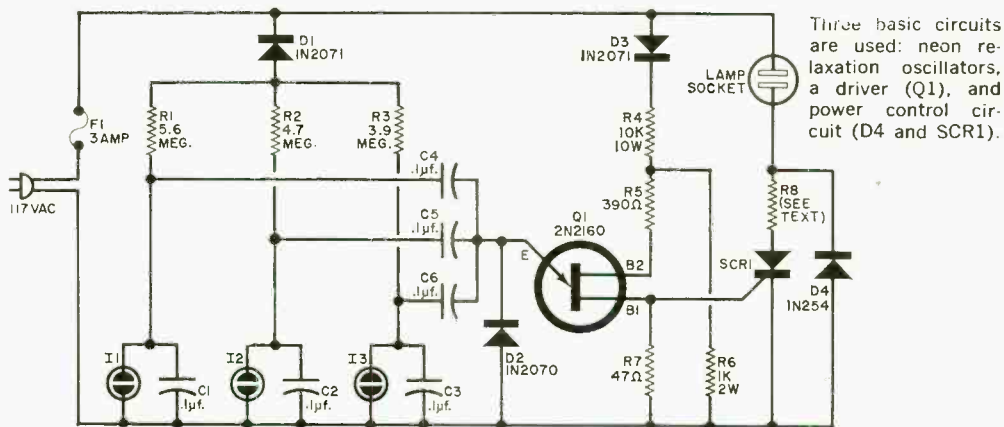 D1
1N2071
D3
1N2071
LAMP
SOCKET
Three basic circuits
are used: neon re-
laxation oscillators,
a driver (Q1), and
power control cir-
cuit (D4 and SCR1).
F1
3 AMP
R1
5.6
MEG.
R2
4.7
MEG.
R3
3.9
MEG.
R4
10K
10W
C4
.1µf.
R5
390Ω
R8
(SEE
TEXT)
117VAC
C5
.1µf.
Q1
2N2160
E
B2
SCR1
C6
.1µf.
B1
D4
1N254
I1
I2
I3
D2
1N2070
R7
47Ω
R6
1K
2W
C1
.1µf.
C2
.1µf.
C3
.1µf.